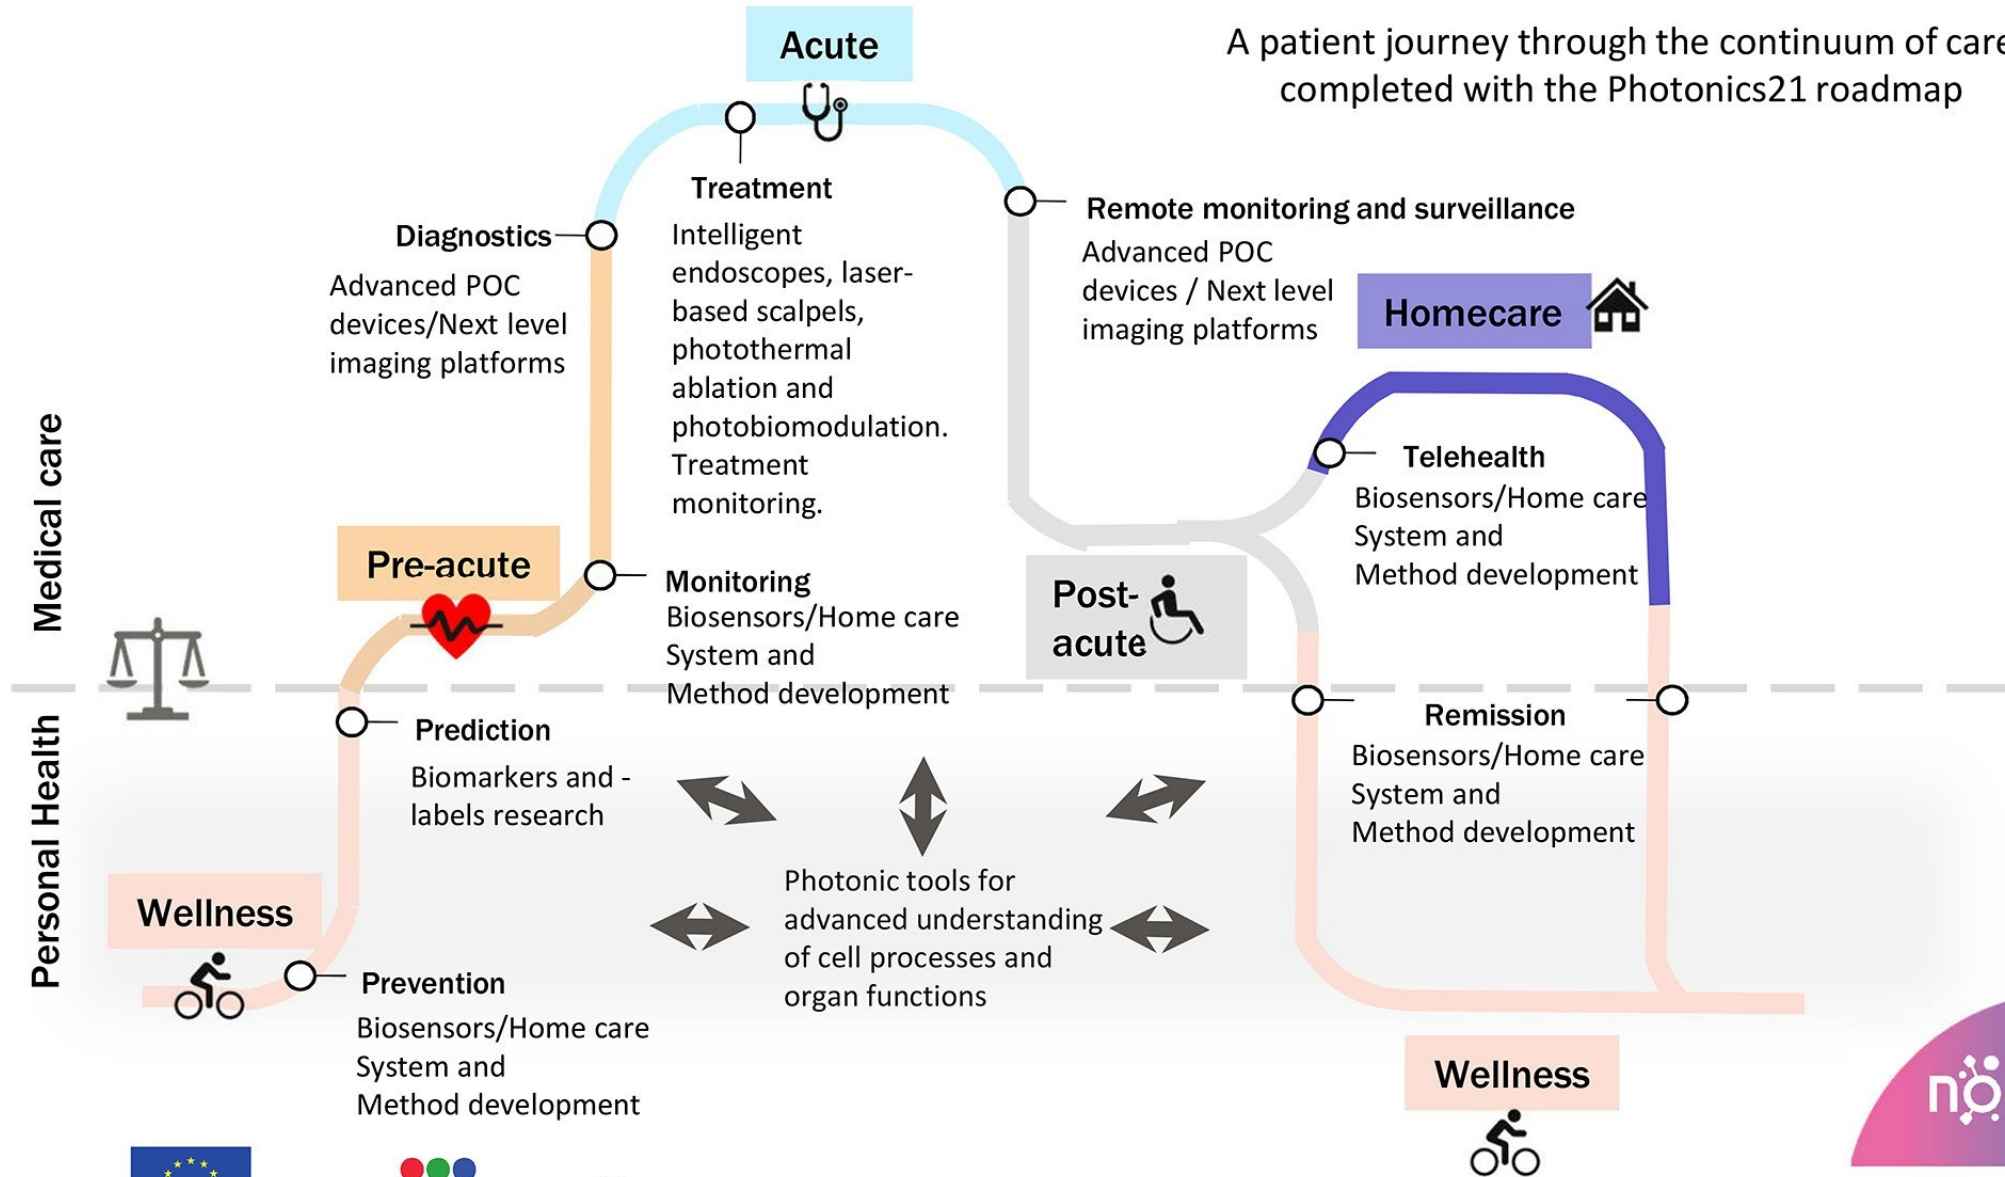 Acute
A patient journey through the continuum of care
completed with the Photonics21 roadmap
Treatment
Intelligent
endoscopes, laser-
based scalpels,
photothermal
ablation and
photobiomodulation.
Treatment
monitoring.
Diagnostics
Advanced POC
devices/Next level
imaging platforms
Remote monitoring and surveillance
Advanced POC
devices / Next level
imaging platforms
Homecare
Telehealth
Biosensors/Home care
System and
Method development
Medical care
Pre-acute
Monitoring
Biosensors/Home care
System and
Method development
Post-
acute
Personal Health
Prediction
Biomarkers and -
labels research
Remission
Biosensors/Home care
System and
Method development
Photonic tools for
advanced understanding
of cell processes and
organ functions
Wellness
Prevention
Biosensors/Home care
System and
Method development
Wellness